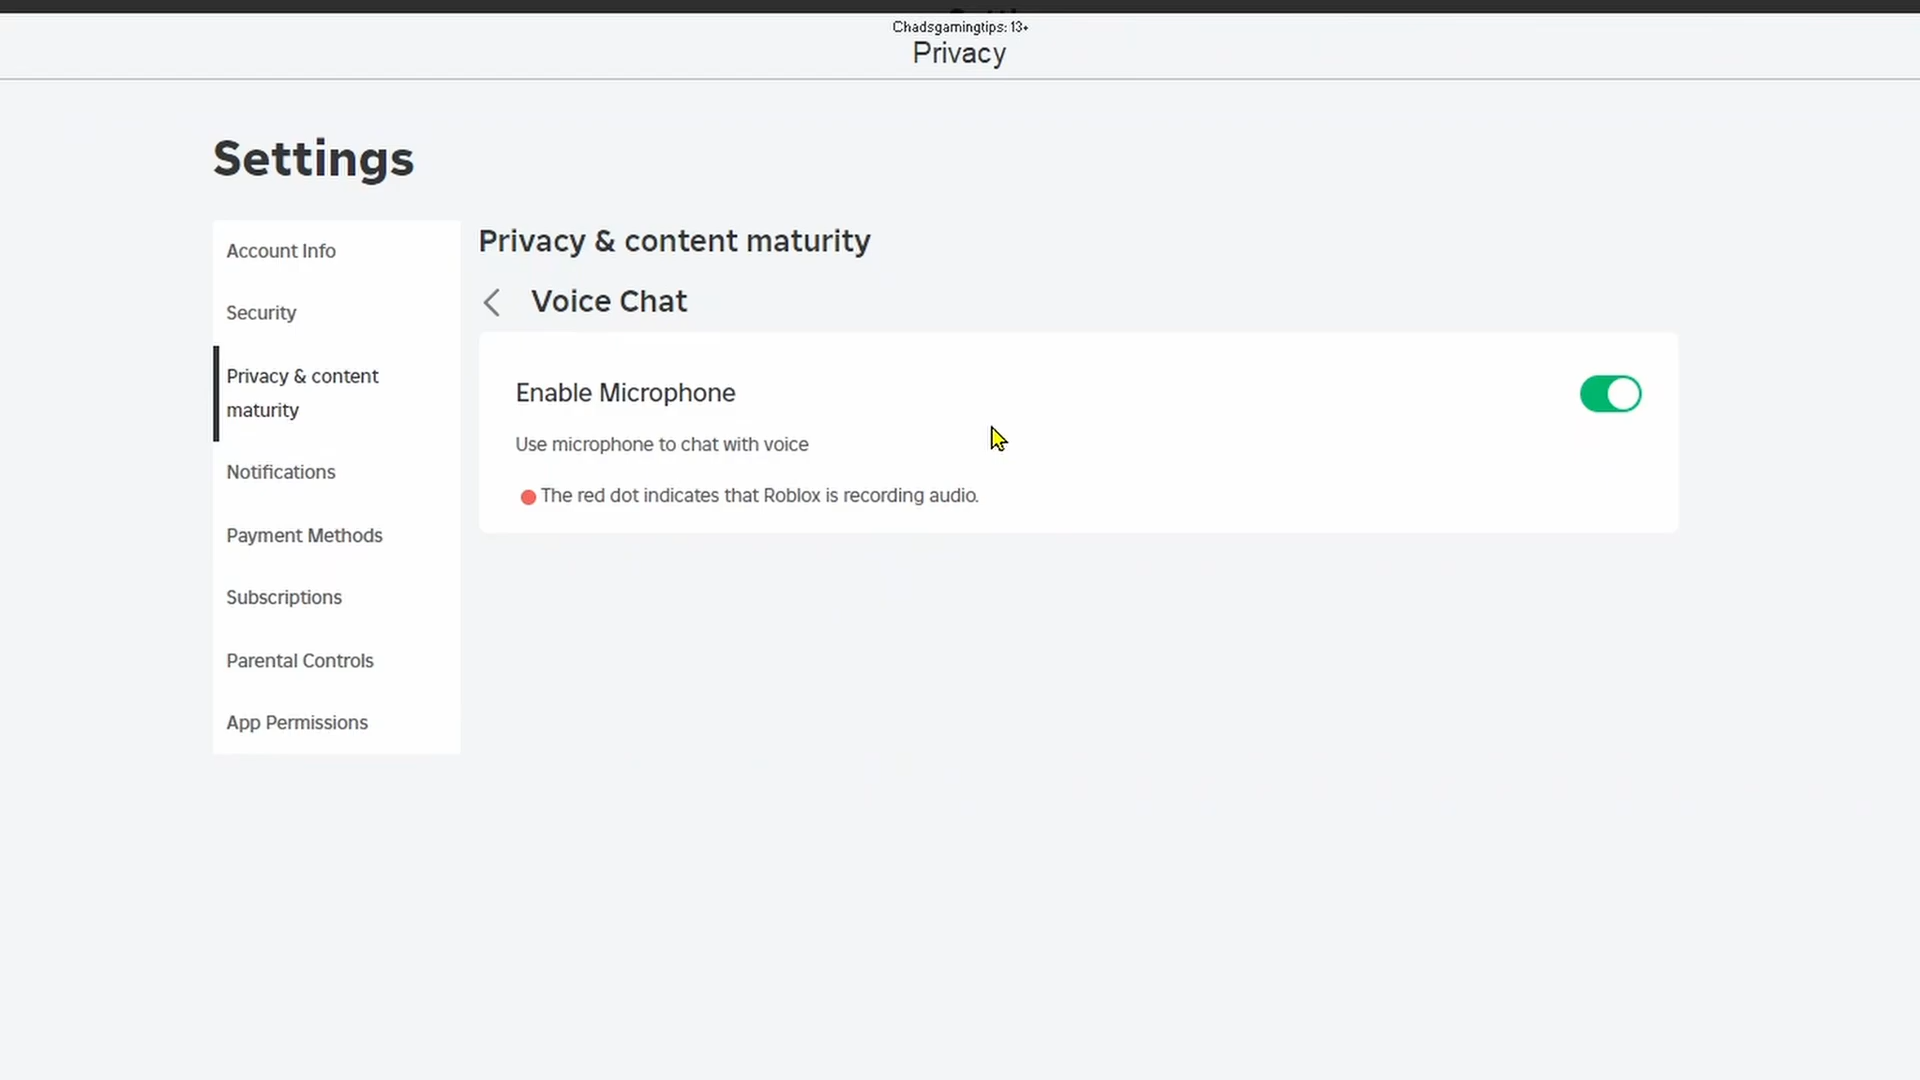 Chadsgamingtips: 13+
Privacy
Settings
Account Info
Security
Privacy & content
maturity
Notifications
Payment Methods
Subscriptions
Parental Controls
App Permissions
Privacy & content maturity
Voice Chat
Enable Microphone
Use microphone to chat with voice
The red dot indicates that Roblox is recording audio.